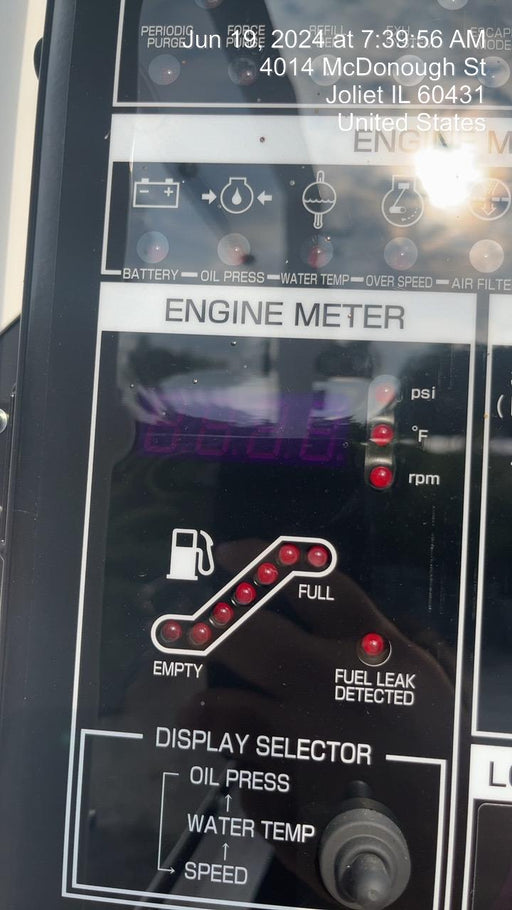 PERIODIC
PURGE
FORCE
REFILL
Jun 19, 2024 at 7:39:56 AM
4014 McDonough St
Joliet IL 60431
United States
BATTERY
OIL PRESS
WATER TEMP
OVER SPEED
ENGINE METER
psi
°F
rpm
FULL
EMPTY
FUEL LEAK
DETECTED
DISPLAY SELECTOR
OIL PRESS
WATER TEMP
SPEED